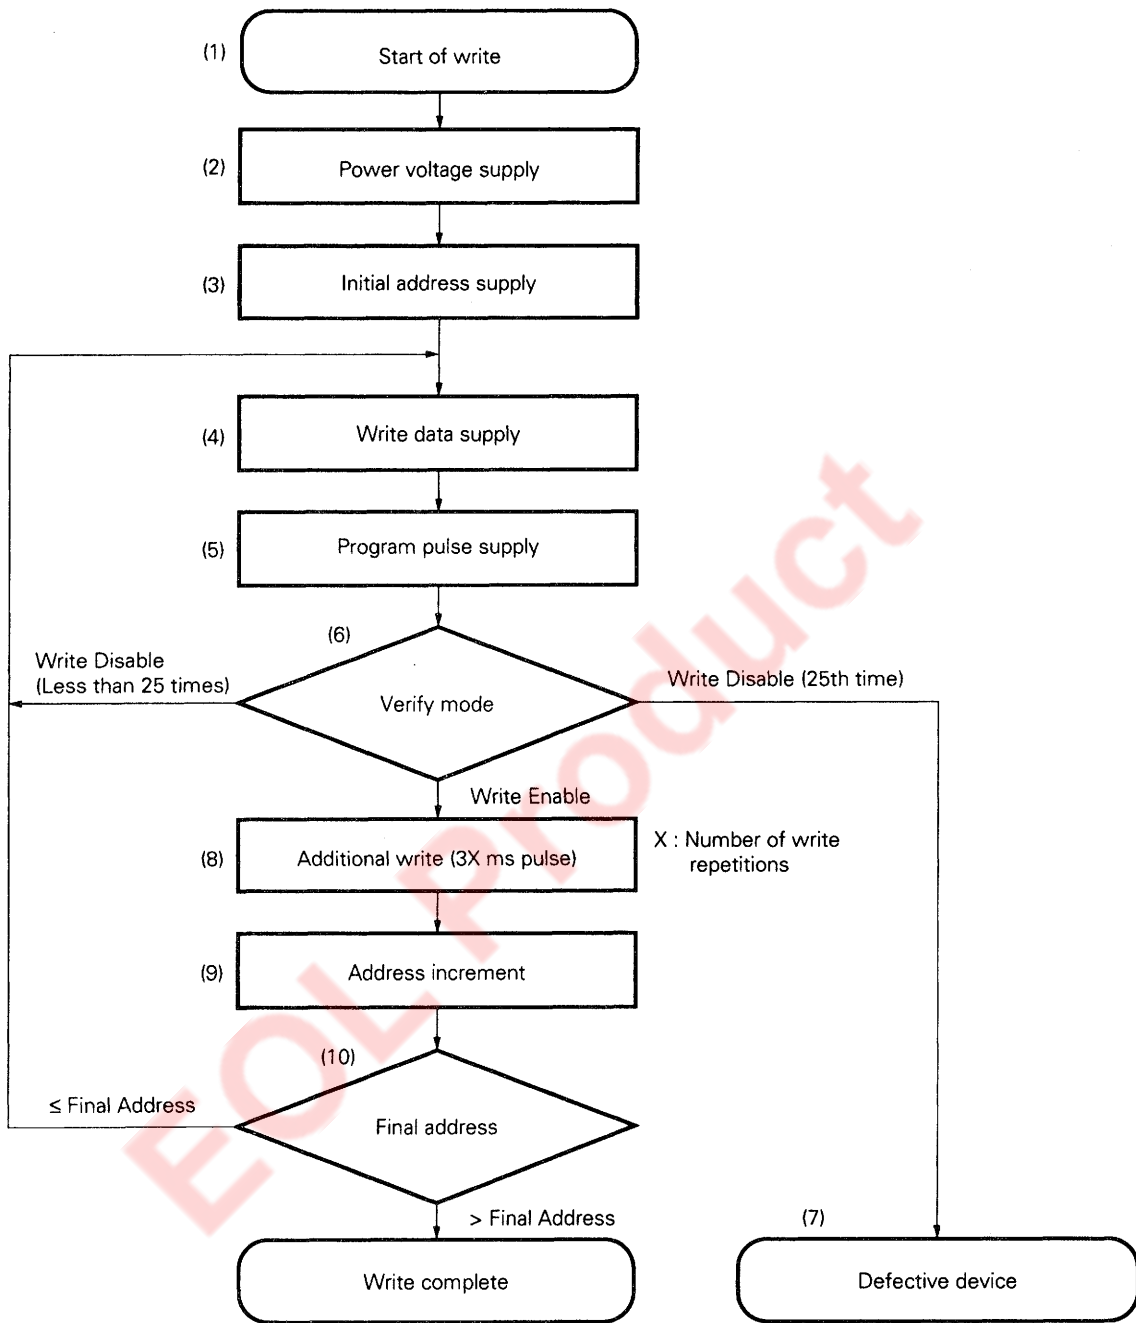 (1)
Start of write
(2)
Power voltage supply
(3)
Initial address supply
(4)
Write data supply
(5)
Program pulse supply
(6)
Write Disable
(Less than 25 times)
Verify mode
Write Disable (25th time)
Write Enable
(8)
Additional write (3X ms pulse)
X : Number of write
repetitions
(9)
Address increment
(10)
≤ Final Address
Final address
> Final Address
(7)
Write complete
Defective device
EOL Product